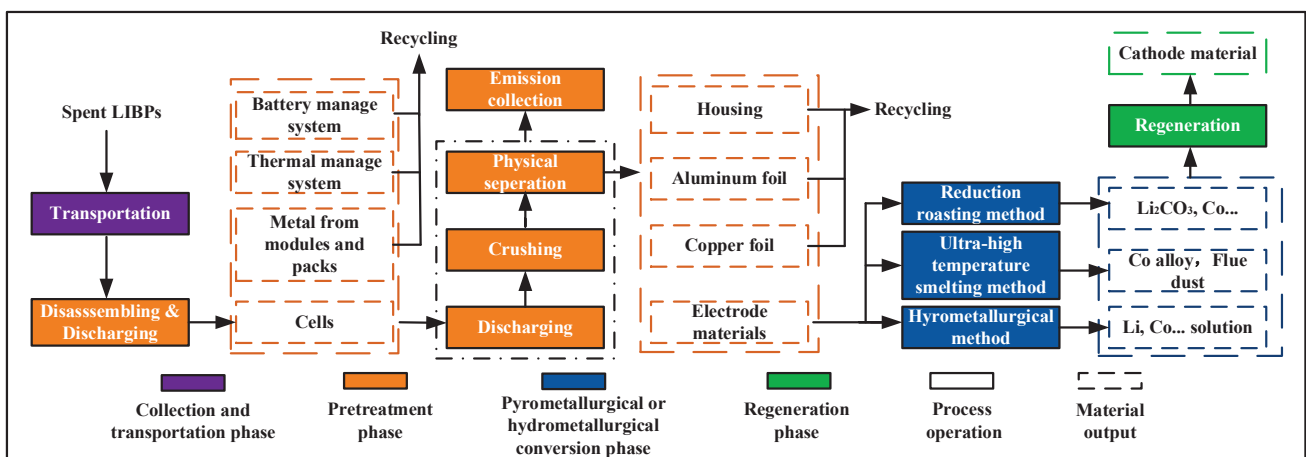 Spent LIBPs
Transportation
Disasssembling &
Discharging
Recycling
Battery manage
system
Thermal manage
system
Metal from
modules and
packs
Cells
Emission
collection
Physical
seperation
Crushing
Discharging
Housing
Aluminum foil
Copper foil
Electrode
materials
Recycling
Reduction
roasting method
Ultra-high
temperature
smelting method
Hyrometallurgical
method
Cathode material
Regeneration
Li₂CO₃, Co...
Co alloy，Flue
dust
Li, Co... solution
Collection and
transportation phase
Pretreatment
phase
Pyrometallurgical or
hydrometallurgical
conversion phase
Regeneration
phase
Process
operation
Material
output